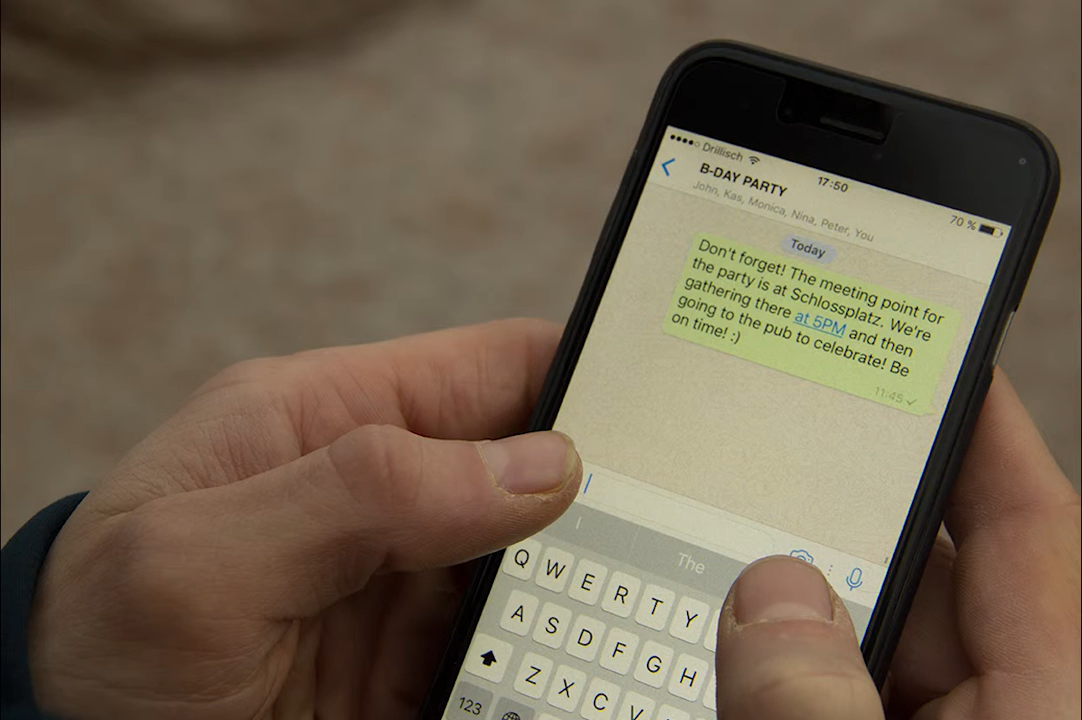 Drillisch 17:50 70 %
B-DAY PARTY
John, Kas, Monica, Nina, Peter, You
Today
Don't forget! The meeting point for
the party is at Schlossplatz. We're
gathering there at 5PM and then
going to the pub to celebrate! Be
on time! :)
11:45
I The
Q W E R T Y
A S D F G H
Z X C V
123